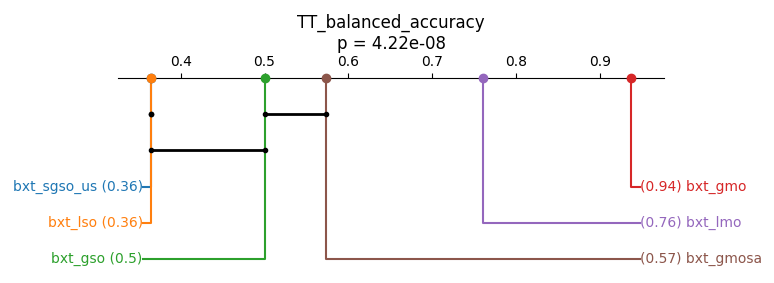 TT_balanced_accuracy
p = 4.22e-08
0.4 0.5 0.6 0.7 0.8 0.9
bxt_sgso_us (0.36) (0.94) bxt_gmo
bxt_lso (0.36) (0.76) bxt_lmo
bxt_gso (0.5) (0.57) bxt_gmosa